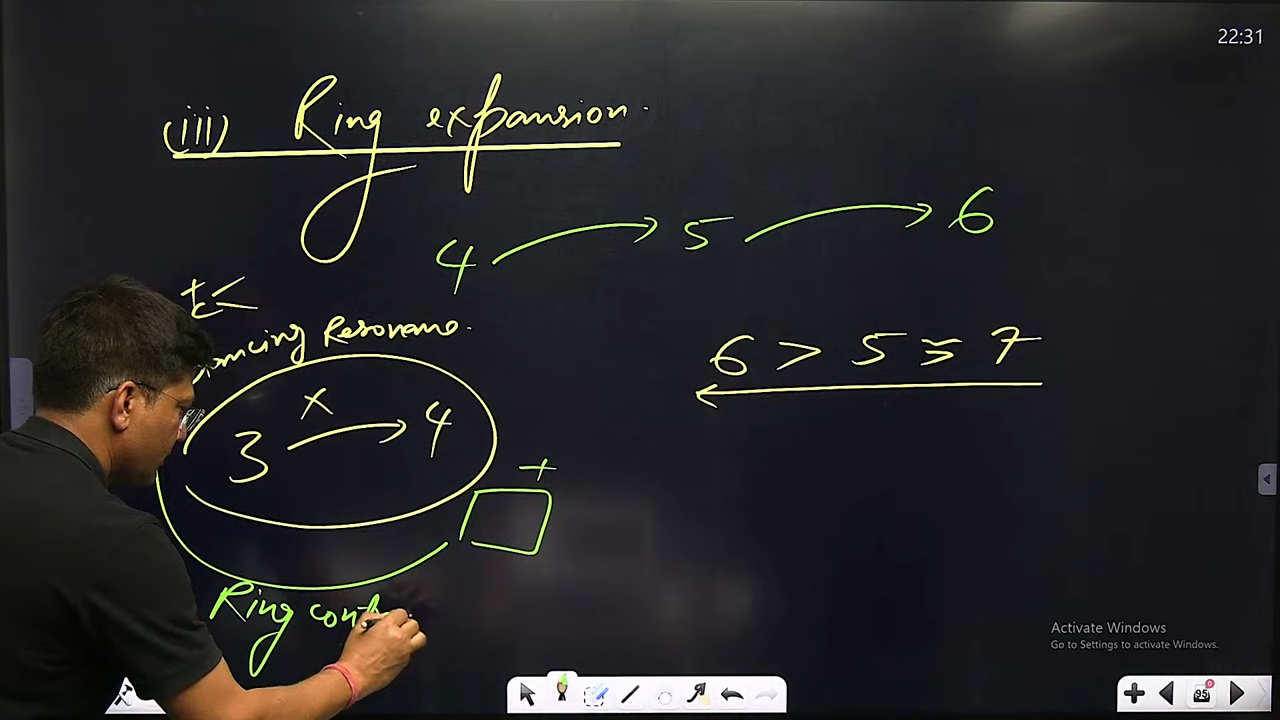 22:31
(iii) Ring expansion.
4 → 5 → 6
+C<
Resonance.
6 > 5 ≥ 7
3 x→ 4
+
Ring cont
Activate Windows
Go to Settings to activate Windows.
95